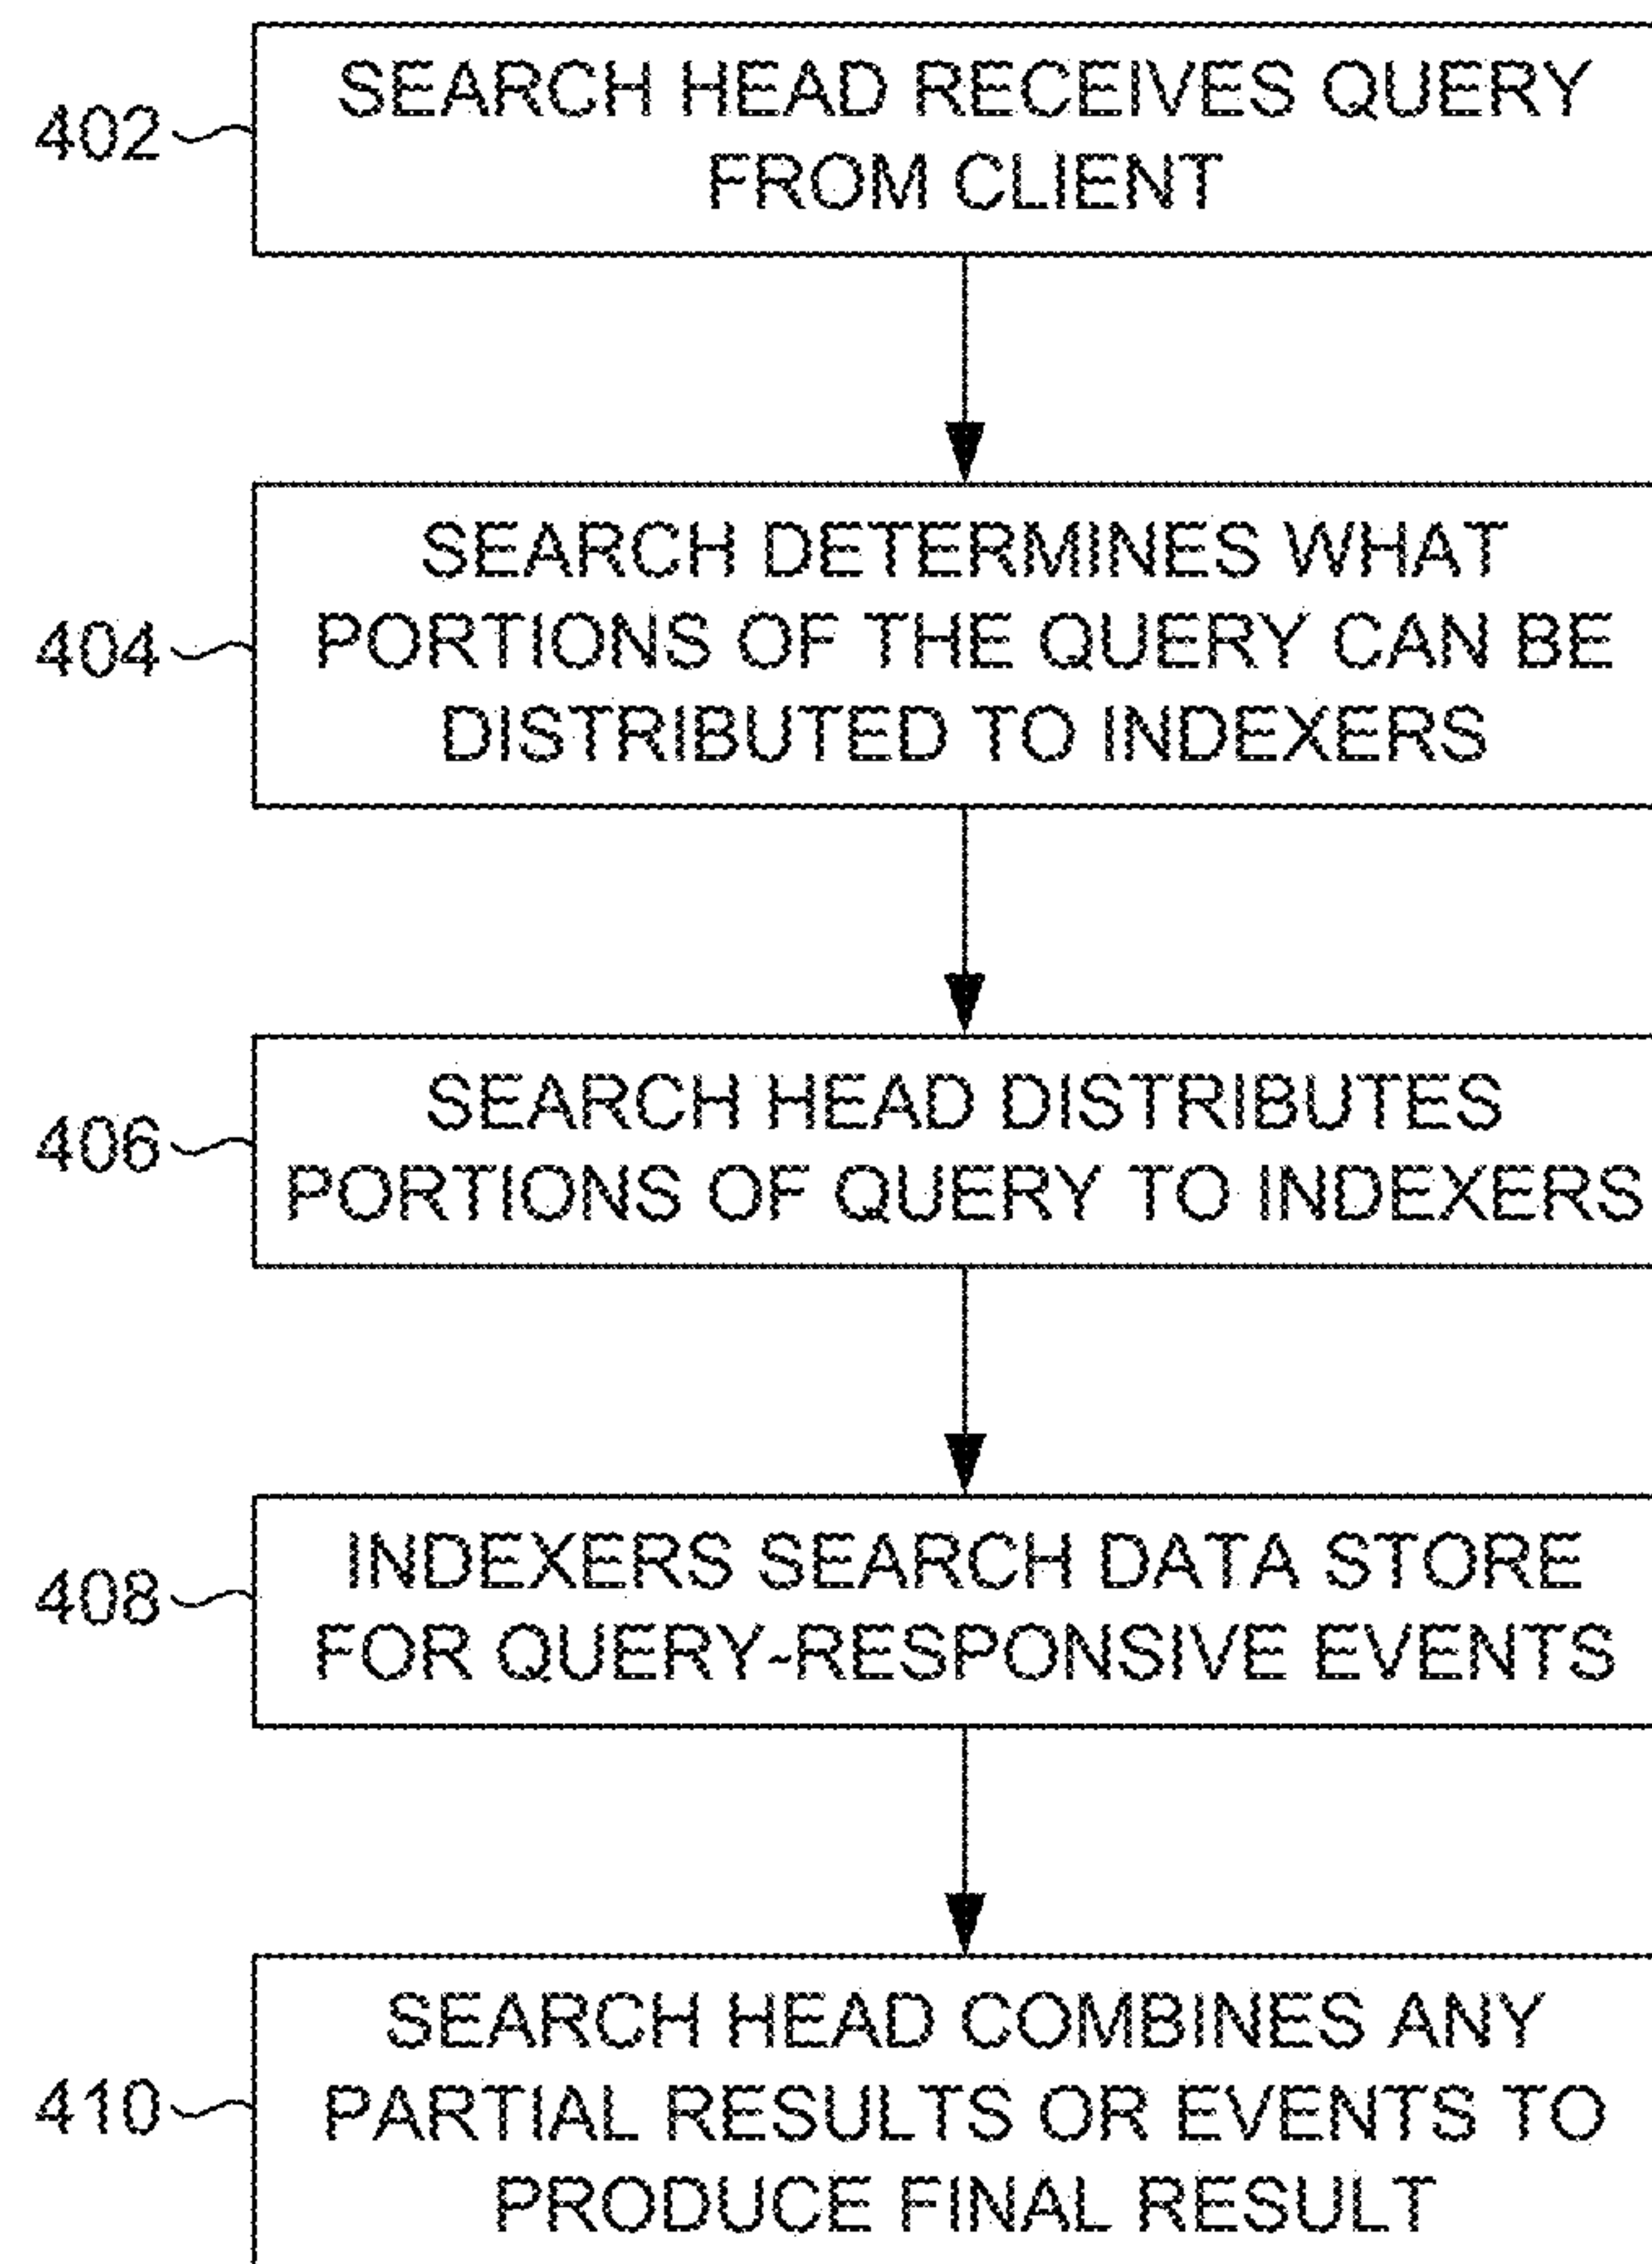 402
SEARCH HEAD RECEIVES QUERY
FROM CLIENT
404
SEARCH DETERMINES WHAT
PORTIONS OF THE QUERY CAN BE
DISTRIBUTED TO INDEXERS
406
SEARCH HEAD DISTRIBUTES
PORTIONS OF QUERY TO INDEXERS
408
INDEXERS SEARCH DATA STORE
FOR QUERY-RESPONSIVE EVENTS
410
SEARCH HEAD COMBINES ANY
PARTIAL RESULTS OR EVENTS TO
PRODUCE FINAL RESULT